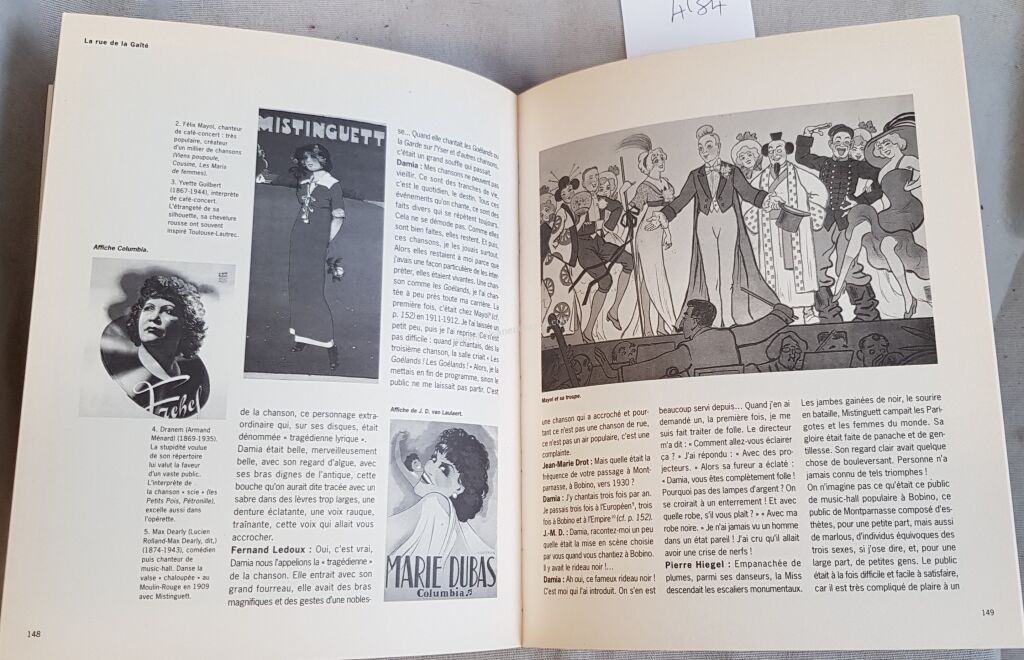 A184
La rue de la Gaîté
2. Félix Mayol, chanteur
de café-concert : très
populaire, créateur
d'un millier de chansons
(Viens poupoule,
Cousine, Les Maris
de femmes).
3. Yvette Guilbert
(1867-1944), interprète
de café-concert.
L'étrangeté de sa
silhouette, sa chevelure
rousse ont souvent
inspiré Toulouse-Lautrec.
Affiche Columbia.
Frehel
4. Dranem (Armand
Ménard) (1869-1935).
La stupidité voulue
de son répertoire
lui valut la faveur
d'un vaste public.
L'interprète de
la chanson « scie » (les
Petits Pois, Pétronille),
excelle aussi dans
l'opérette.
5. Max Dearly (Lucien
Rolland-Max Dearly, dit,)
(1874-1943), comédien
puis chanteur de
music-hall. Danse la
valse « chaloupée » au
Moulin-Rouge en 1909
avec Mistinguett.
148
MISTINGUETT
de la chanson, ce personnage extra-
ordinaire qui, sur ses disques, était
dénommée « tragédienne lyrique ».
Damia était belle, merveilleusement
belle, avec son regard d'algue, avec
ses bras dignes de l'antique, cette
bouche qu'on aurait dite tracée avec un
sabre dans des lèvres trop larges, une
denture éclatante, une voix rauque,
traînante, cette voix qui allait vous
accrocher.
Fernand Ledoux : Oui, c'est vrai,
Damia nous l'appelions la « tragédienne »
de la chanson. Elle entrait avec son
grand fourreau, elle avait des bras
magnifiques et des gestes d'une nobles-
se... Quand elle chantait les Goélands ou
la Garde sur l'Yser et d'autres chansons,
c'était un grand souffle qui passait.
Damia : Mes chansons ne peuvent pas
vieillir. Ce sont des tranches de vie,
c'est le quotidien, le destin. Tous ces
événements qu'on chante, ce sont des
faits divers qui se répètent toujours.
Cela ne se démode pas. Comme elles
sont bien faites, elles restent. Et puis,
ces chansons, je les jouais surtout.
Alors elles restaient à moi parce que
j'avais une façon particulière de les inter-
préter, elles étaient vivantes. Une chan-
son comme les Goélands, je l'ai chan-
tée à peu près toute ma carrière. La
première fois, c'était chez Mayol² (cf.
p. 152) en 1911-1912. Je l'ai laissée un
petit peu, puis je l'ai reprise. Ce n'est
pas difficile : quand je chantais, dès la
troisième chanson, la salle criait « Les
Goélands ! Les Goélands ! » Alors, je la
mettais en fin de programme, sinon le
public ne me laissait pas partir. C'est
Affiche de J. D. van Laulaert.
MARIE DUBAS
Columbia
Mayol et sa troupe.
une chanson qui a accroché et pour-
tant ce n'est pas une chanson de rue,
ce n'est pas un air populaire, c'est une
complainte.
Jean-Marie Drot : Mais quelle était la
fréquence de votre passage à Mont-
parnasse, à Bobino, vers 1930 ?
Damia : J'y chantais trois fois par an.
Je passais trois fois à l'Européen, trois
fois à Bobino et à l'Empire (cf. p. 152).
J.-M. D. : Damia, racontez-moi un peu
quelle était la mise en scène choisie
par vous quand vous chantiez à Bobino.
Il y avait le rideau noir !...
Damia : Ah oui, ce fameux rideau noir !
C'est moi qui l'ai introduit. On s'en est
beaucoup servi depuis... Quand j'en ai
demandé un, la première fois, je me
suis fait traiter de folle. Le directeur
m'a dit : « Comment allez-vous éclairer
ça ? » J'ai répondu : « Avec des pro-
jecteurs. » Alors sa fureur a éclaté :
« Damia, vous êtes complètement folle !
Pourquoi pas des lampes d'argent ? On
se croirait à un enterrement ! Et avec
quelle robe, s'il vous plaît ? » « Avec ma
robe noire. » Je n'ai jamais vu un homme
dans un état pareil ! J'ai cru qu'il allait
avoir une crise de nerfs !
Pierre Hiegel : Empanachée de
plumes, parmi ses danseurs, la Miss
descendait les escaliers monumentaux.
Les jambes gainées de noir, le sourire
en bataille, Mistinguett campait les Pari-
gotes et les femmes du monde. Sa
gloire était faite de panache et de gen-
tillesse. Son regard clair avait quelque
chose de bouleversant. Personne n'a
jamais connu de tels triomphes !
On n'imagine pas ce qu'était ce public
de music-hall populaire à Bobino, ce
public de Montparnasse composé d'es-
thètes, pour une petite part, mais aussi
de marlous, d'individus équivoques des
trois sexes, si j'ose dire, et, pour une
large part, de petites gens. Le public
était à la fois difficile et facile à satisfaire,
car il est très compliqué de plaire à un
149